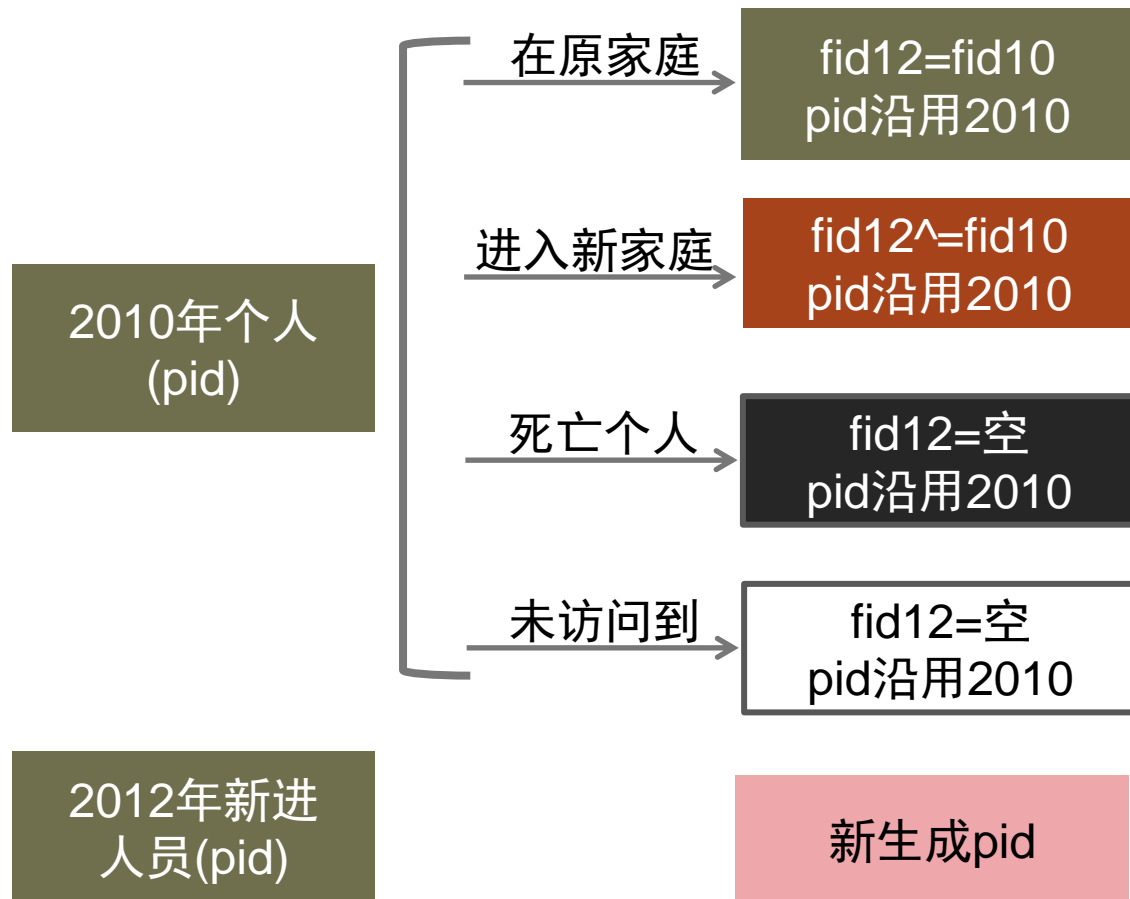 2010年个人
(pid)
在原家庭
fid12=fid10
pid沿用2010
进入新家庭
fid12^=fid10
pid沿用2010
死亡个人
fid12=空
pid沿用2010
未访问到
fid12=空
pid沿用2010
2012年新进
人员(pid)
新生成pid